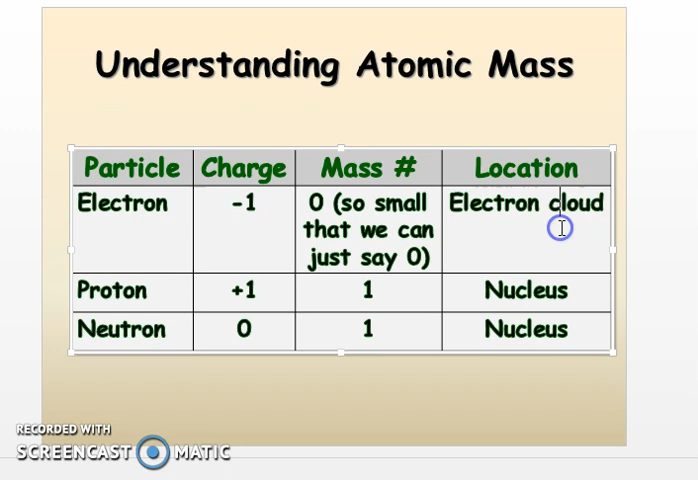 Understanding Atomic Mass
Particle Charge Mass # Location
Electron -1 0 (so small Electron cloud
that we can
just say 0)
Proton +1 1 Nucleus
Neutron 0 1 Nucleus
RECORDED WITH
SCREENCAST MATIC